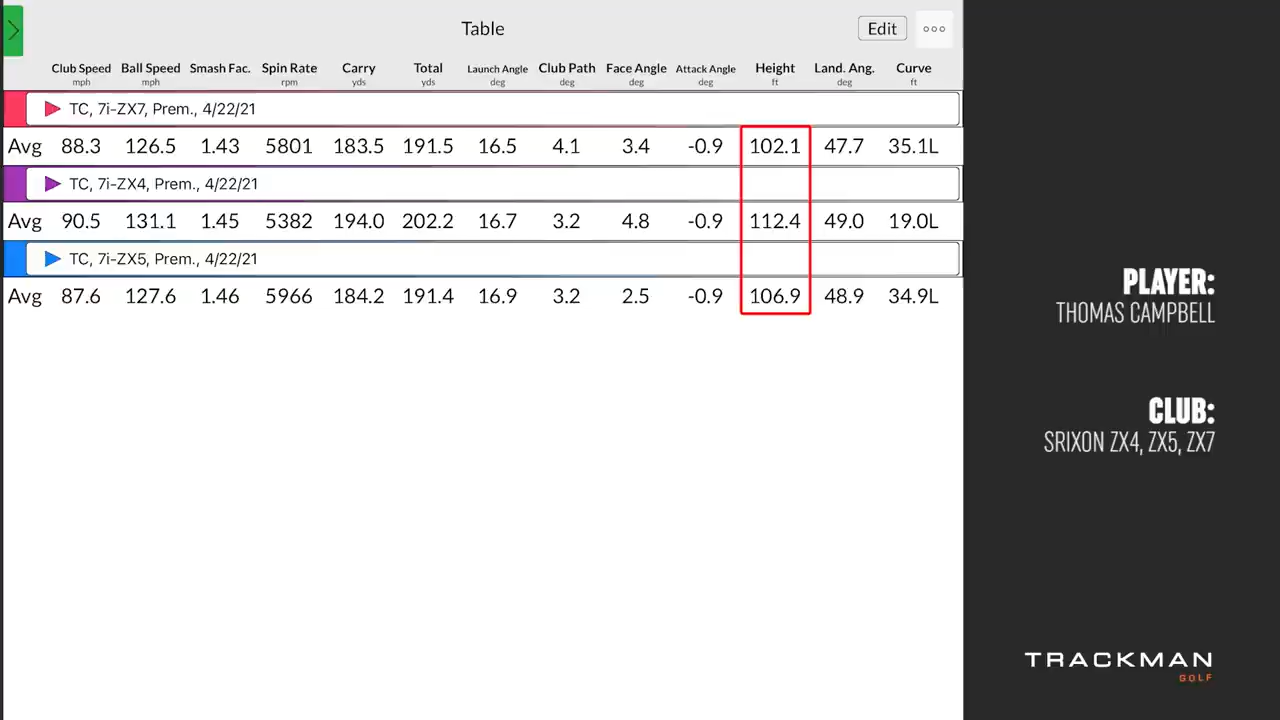 Table
Edit
Club Speed Ball Speed Smash Fac. Spin Rate Carry Total Launch Angle Club Path Face Angle Attack Angle Height Land. Ang. Curve
mph mph rpm yds yds deg deg deg deg ft deg ft
TC, 7i-ZX7, Prem., 4/22/21
Avg 88.3 126.5 1.43 5801 183.5 191.5 16.5 4.1 3.4 -0.9 102.1 47.7 35.1L
TC, 7i-ZX4, Prem., 4/22/21
Avg 90.5 131.1 1.45 5382 194.0 202.2 16.7 3.2 4.8 -0.9 112.4 49.0 19.0L
TC, 7i-ZX5, Prem., 4/22/21
Avg 87.6 127.6 1.46 5966 184.2 191.4 16.9 3.2 2.5 -0.9 106.9 48.9 34.9L
PLAYER:
THOMAS CAMPBELL
CLUB:
SRIXON ZX4, ZX5, ZX7
TRACKMAN
GOLF